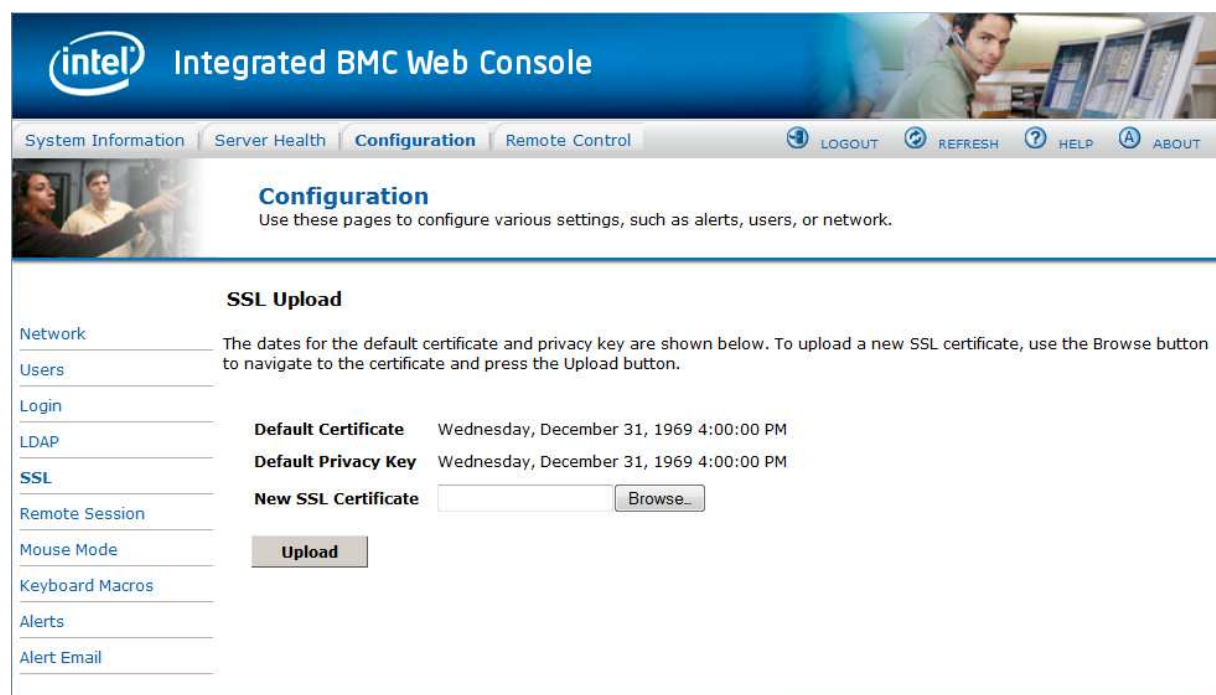 intel Integrated BMC Web Console
System Information Server Health Configuration Remote Control LOGOUT REFRESH ? HELP A ABOUT
Configuration
Use these pages to configure various settings, such as alerts, users, or network.
SSL Upload
The dates for the default certificate and privacy key are shown below. To upload a new SSL certificate, use the Browse button
to navigate to the certificate and press the Upload button.
Network
Users
Login
LDAP
SSL
Remote Session
Mouse Mode
Keyboard Macros
Alerts
Alert Email
Default Certificate Wednesday, December 31, 1969 4:00:00 PM
Default Privacy Key Wednesday, December 31, 1969 4:00:00 PM
New SSL Certificate Browse...
Upload